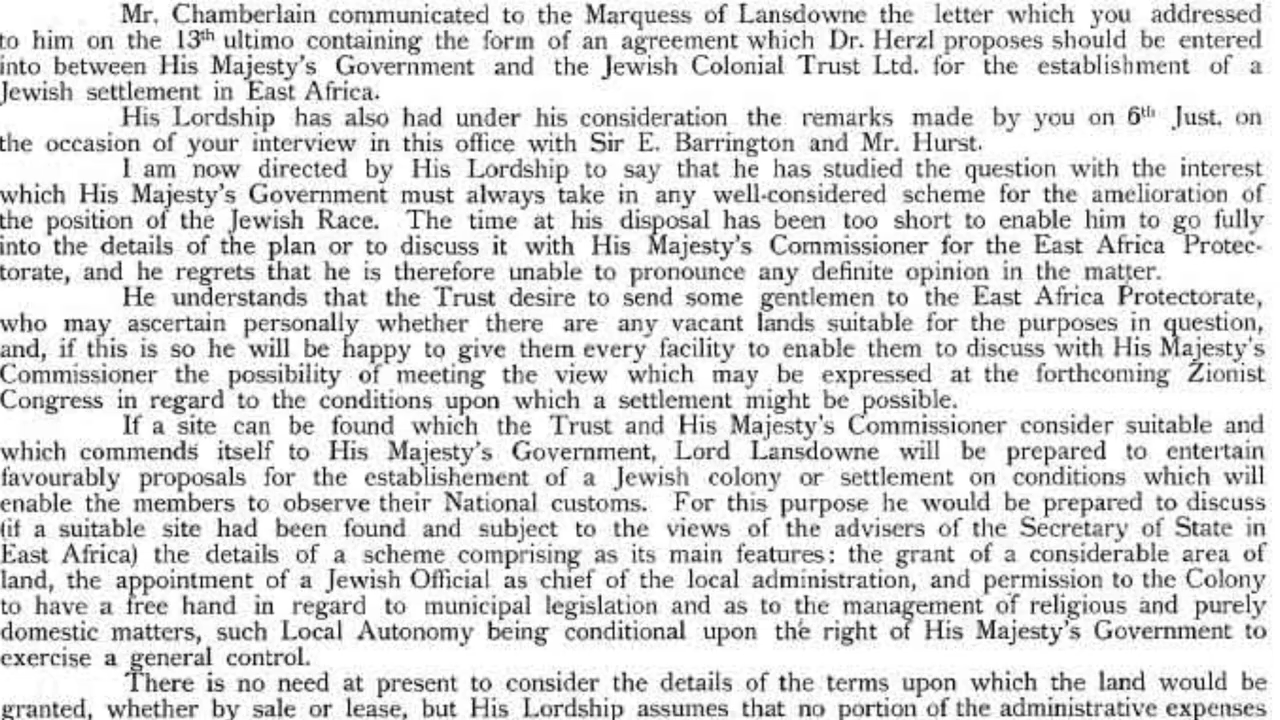 Mr. Chamberlain communicated to the Marquess of Lansdowne the letter which you addressed
to him on the 13th ultimo containing the form of an agreement which Dr. Herzl proposes should be entered
into between His Majesty's Government and the Jewish Colonial Trust Ltd. for the establishment of a
Jewish settlement in East Africa.
His Lordship has also had under his consideration the remarks made by you on 6th Just. on
the occasion of your interview in this office with Sir E. Barrington and Mr. Hurst.
I am now directed by His Lordship to say that he has studied the question with the interest
which His Majesty's Government must always take in any well-considered scheme for the amelioration of
the position of the Jewish Race. The time at his disposal has been too short to enable him to go fully
into the details of the plan or to discuss it with His Majesty's Commissioner for the East Africa Protec-
torate, and he regrets that he is therefore unable to pronounce any definite opinion in the matter.
He understands that the Trust desire to send some gentlemen to the East Africa Protectorate,
who may ascertain personally whether there are any vacant lands suitable for the purposes in question,
and, if this is so he will be happy to give them every facility to enable them to discuss with His Majesty's
Commissioner the possibility of meeting the view which may be expressed at the forthcoming Zionist
Congress in regard to the conditions upon which a settlement might be possible.
If a site can be found which the Trust and His Majesty's Commissioner consider suitable and
which commends itself to His Majesty's Government, Lord Lansdowne will be prepared to entertain
favourably proposals for the establishement of a Jewish colony or settlement on conditions which will
enable the members to observe their National customs. For this purpose he would be prepared to discuss
(if a suitable site had been found and subject to the views of the advisers of the Secretary of State in
East Africa) the details of a scheme comprising as its main features: the grant of a considerable area of
land, the appointment of a Jewish Official as chief of the local administration, and permission to the Colony
to have a free hand in regard to municipal legislation and as to the management of religious and purely
domestic matters, such Local Autonomy being conditional upon the right of His Majesty's Government to
exercise a general control.
There is no need at present to consider the details of the terms upon which the land would be
granted, whether by sale or lease, but His Lordship assumes that no portion of the administrative expenses